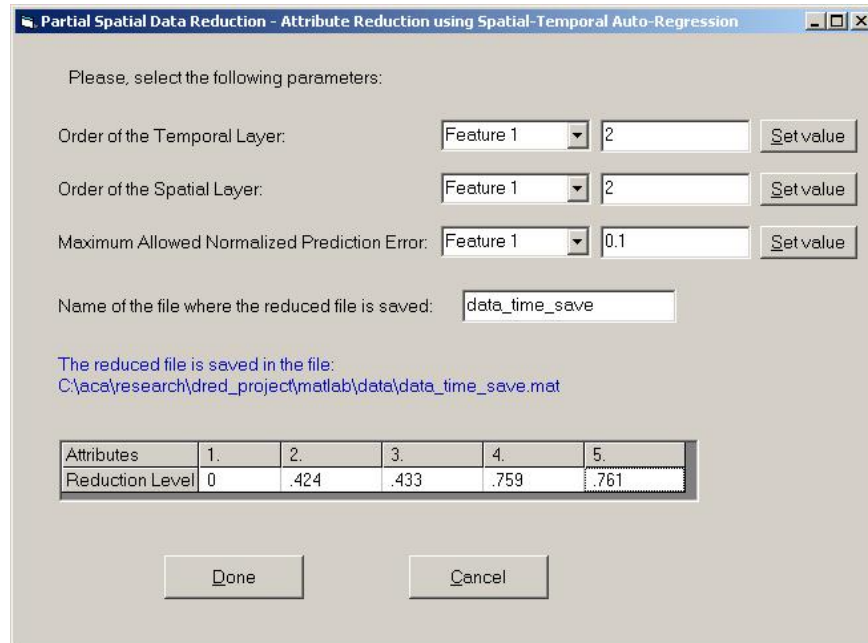 Partial Spatial Data Reduction - Attribute Reduction using Spatial-Temporal Auto-Regression
Please, select the following parameters:
Order of the Temporal Layer: Feature 1 2 Set value
Order of the Spatial Layer: Feature 1 2 Set value
Maximum Allowed Normalized Prediction Error: Feature 1 0.1 Set value
Name of the file where the reduced file is saved: data_time_save
The reduced file is saved in the file:
C:\aca\research\dred_project\matlab\data\data_time_save.mat
Attributes 1. 2. 3. 4. 5.
Reduction Level 0 .424 .433 .759 .761
Done Cancel